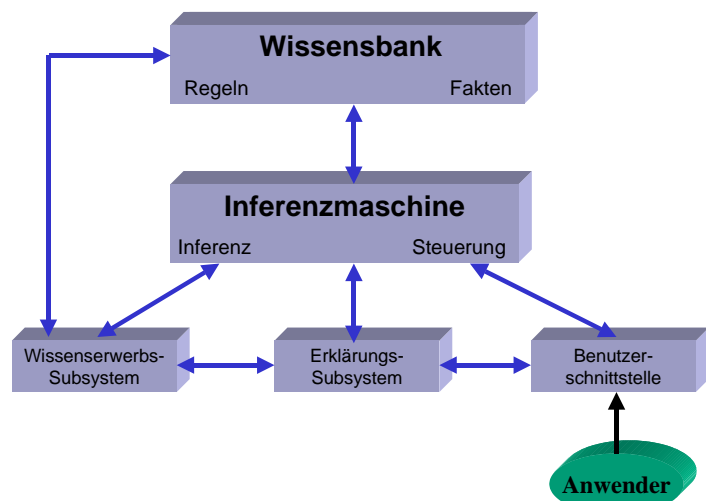 Wissensbank
Regeln Fakten
Inferenzmaschine
Inferenz Steuerung
Wissenserwerbs-
Subsystem
Erklärungs-
Subsystem
Benutzer-
schnittstelle
Anwender